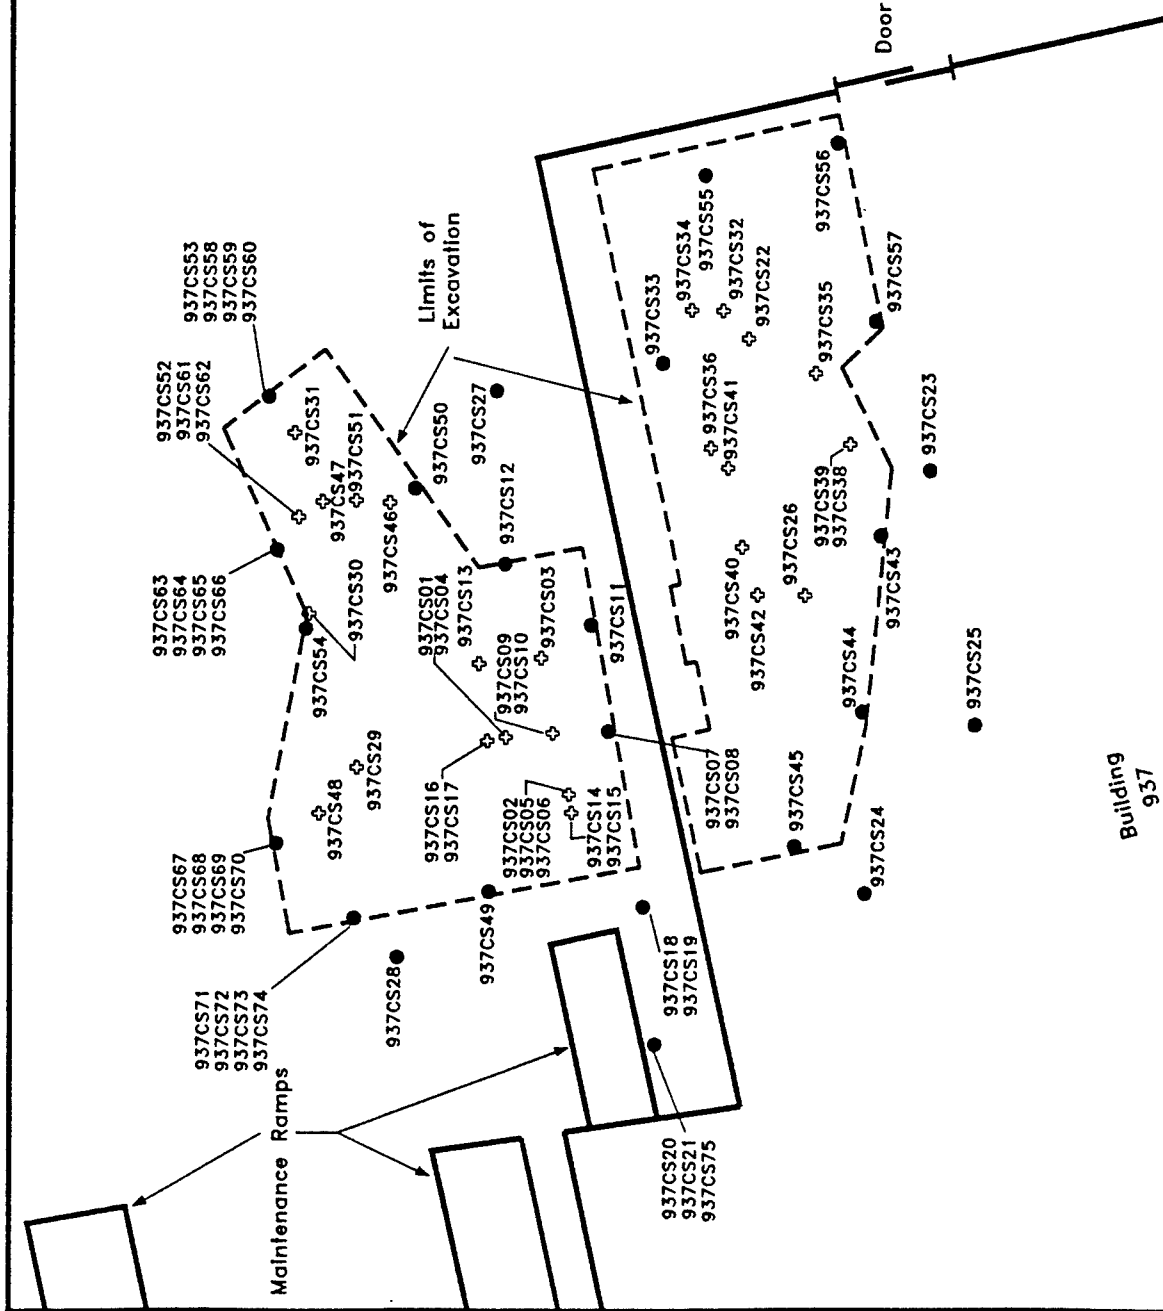 937CS53
937CS58
937CS59
937CS60
937CS52
937CS61
937CS62
937CS31
937CS47
937CS51
937CS46
937CS50
937CS27
937CS12
937CS63
937CS64
937CS65
937CS66
937CS30
937CS54
937CS01
937CS04
937CS13
937CS09
937CS10
937CS03
937CS11
937CS29
937CS48
937CS16
937CS17
937CS02
937CS05
937CS06
937CS14
937CS15
937CS07
937CS08
937CS67
937CS68
937CS69
937CS70
937CS49
937CS71
937CS72
937CS73
937CS74
937CS28
937CS18
937CS19
937CS20
937CS21
937CS75
Maintenance Ramps
Limits of
Excavation
Door
937CS33
937CS34
937CS55
937CS32
937CS22
937CS56
937CS57
937CS35
937CS36
937CS41
937CS39
937CS38
937CS23
937CS40
937CS26
937CS42
937CS43
937CS44
937CS25
937CS45
937CS24
Building
937